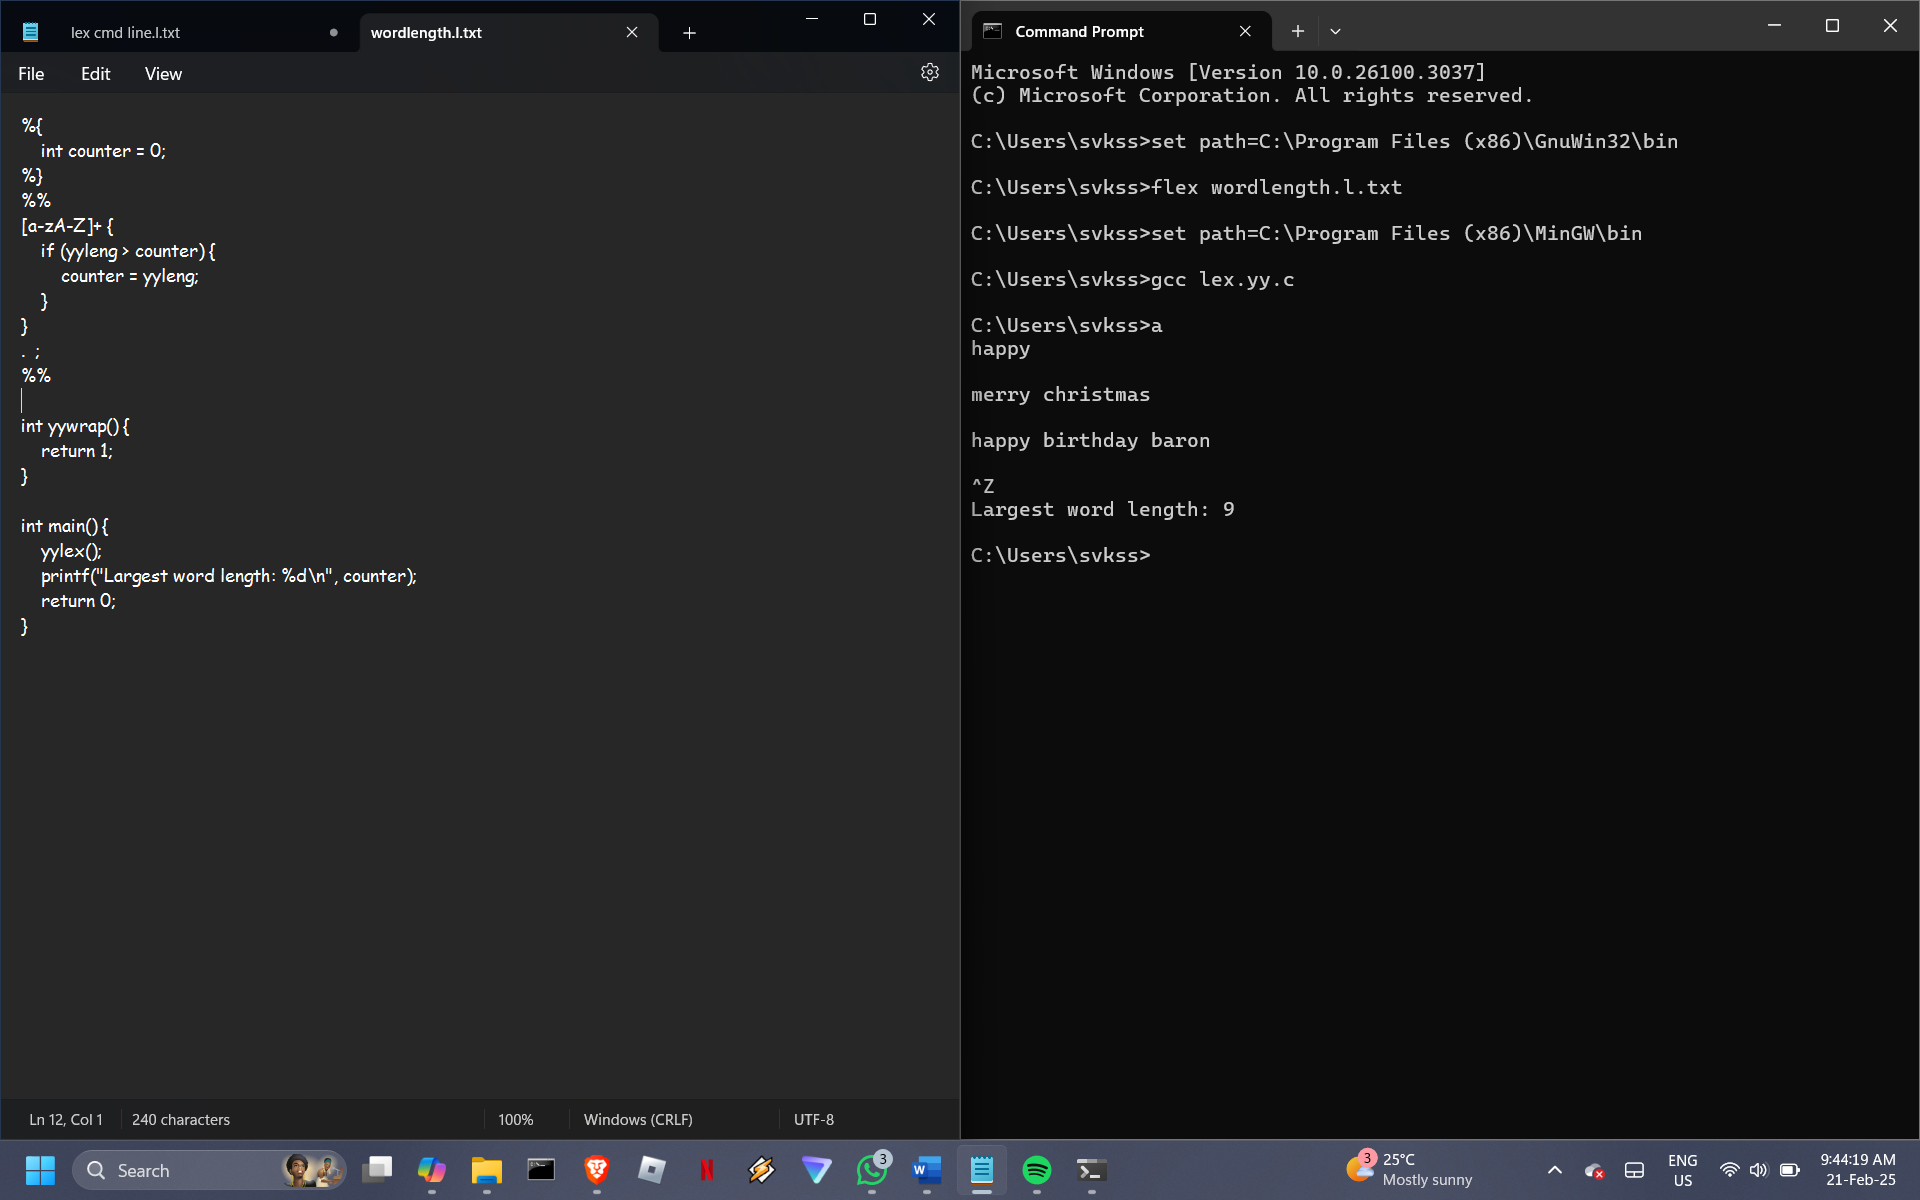 lex cmd line.l.txt
wordlength.l.txt
File Edit View
%{
    int counter = 0;
%}
%%
[a-zA-Z]+ {
    if (yyleng > counter) {
        counter = yyleng;
    }
}
. ;
%%

int yywrap() {
    return 1;
}

int main() {
    yylex();
    printf("Largest word length: %d\n", counter);
    return 0;
}
Ln 12, Col 1 240 characters 100% Windows (CRLF) UTF-8
Command Prompt
Microsoft Windows [Version 10.0.26100.3037]
(c) Microsoft Corporation. All rights reserved.

C:\Users\svkss>set path=C:\Program Files (x86)\GnuWin32\bin

C:\Users\svkss>flex wordlength.l.txt

C:\Users\svkss>set path=C:\Program Files (x86)\MinGW\bin

C:\Users\svkss>gcc lex.yy.c

C:\Users\svkss>a
happy

merry christmas

happy birthday baron

^Z
Largest word length: 9

C:\Users\svkss>
Search
3
W
N
3
25°C
Mostly sunny
ENG
US
9:44:19 AM
21-Feb-25